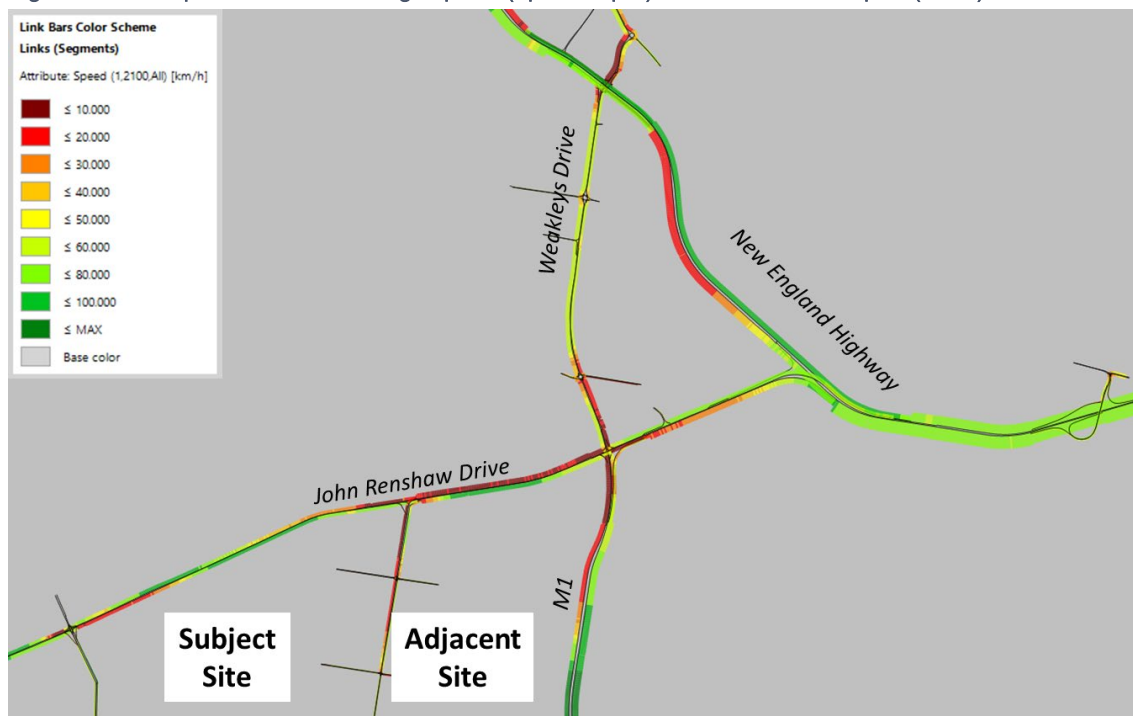 Link Bars Color Scheme
Links (Segments)
Attribute: Speed (1,2100,All) [km/h]
≤ 10.000
≤ 20.000
≤ 30.000
≤ 40.000
≤ 50.000
≤ 60.000
≤ 80.000
≤ 100.000
≤ MAX
Base color
Weakleys Drive
New England Highway
John Renshaw Drive
M1
Subject
Site
Adjacent
Site